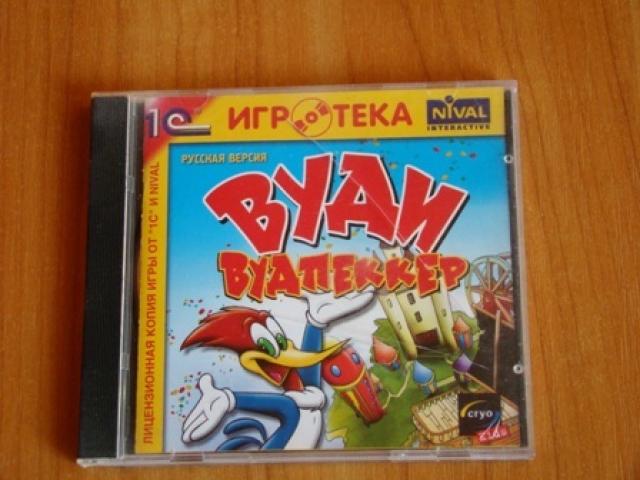 1С ИГРОТЕКА NIVAL
INTERACTIVE
РУССКАЯ ВЕРСИЯ
ВУДИ
ВУДПЕККЕР
ЛИЦЕНЗИОННАЯ КОПИЯ ИГРЫ ОТ "1С" И NIVAL
cryo